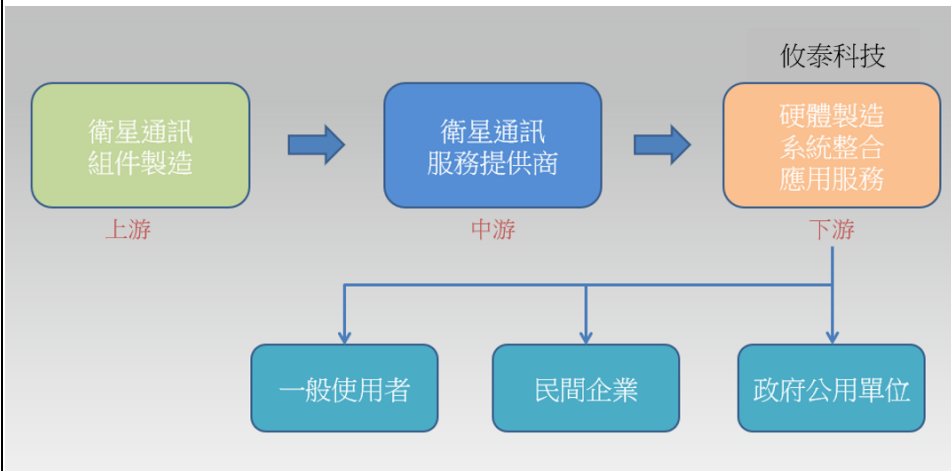 攸泰科技
衛星通訊
組件製造
衛星通訊
服務提供商
硬體製造
系統整合
應用服務
上游
中游
下游
一般使用者
民間企業
政府公用單位